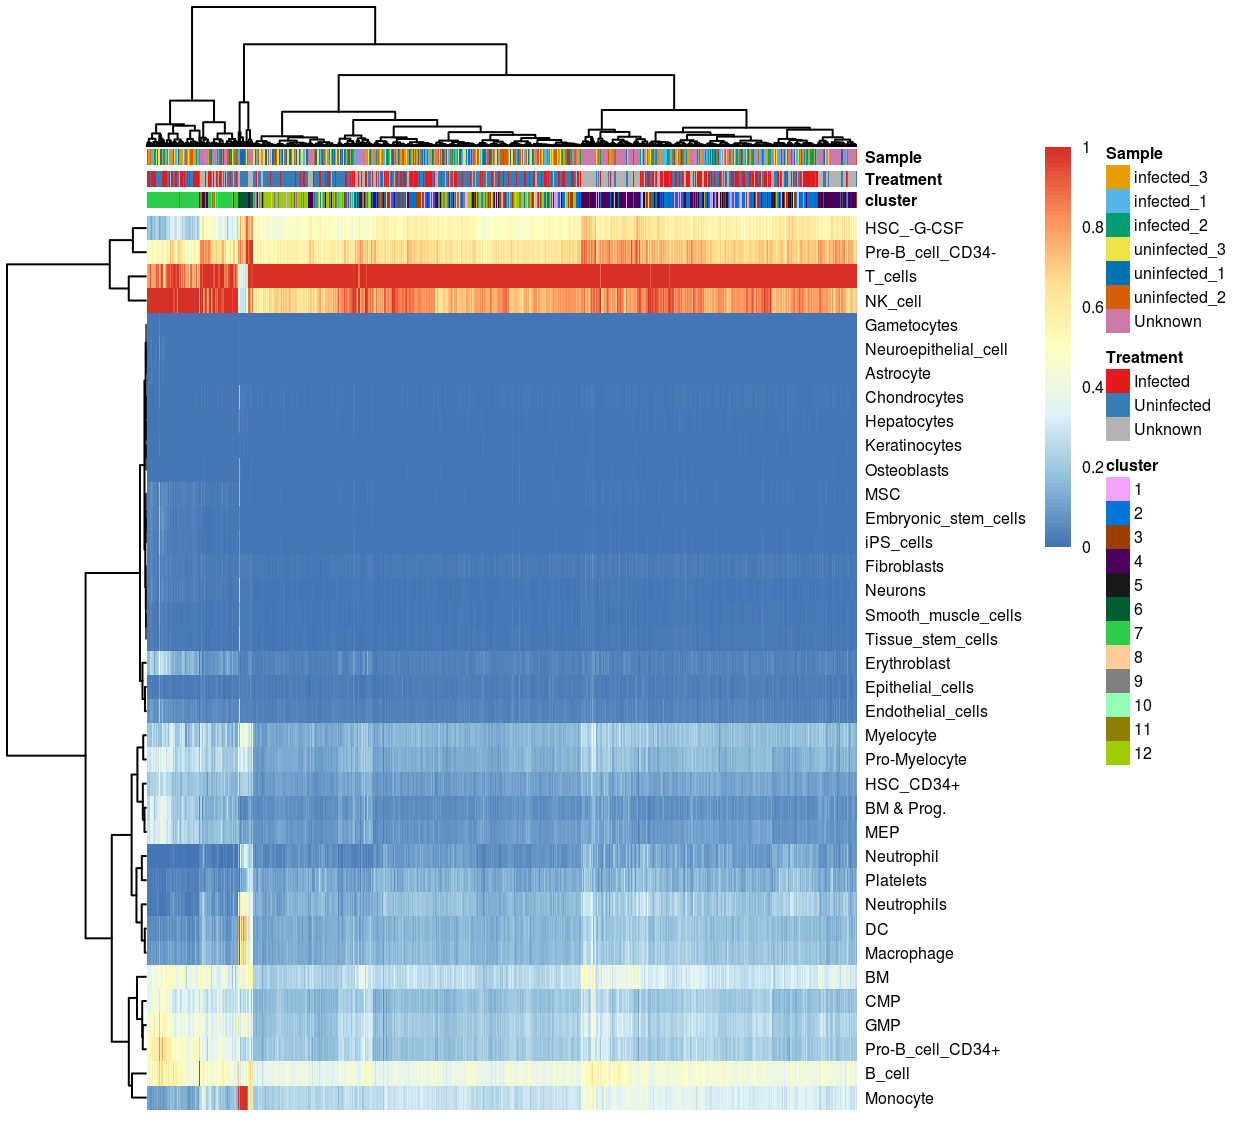 Sample
Treatment
cluster
HSC_-G-CSF
Pre-B_cell_CD34-
T_cells
NK_cell
Gametocytes
Neuroepithelial_cell
Astrocyte
Chondrocytes
Hepatocytes
Keratinocytes
Osteoblasts
MSC
Embryonic_stem_cells
iPS_cells
Fibroblasts
Neurons
Smooth_muscle_cells
Tissue_stem_cells
Erythroblast
Epithelial_cells
Endothelial_cells
Myelocyte
Pro-Myelocyte
HSC_CD34+
BM & Prog.
MEP
Neutrophil
Platelets
Neutrophils
DC
Macrophage
BM
CMP
GMP
Pro-B_cell_CD34+
B_cell
Monocyte
1
0.8
0.6
0.4
0.2
0
Sample
infected_3
infected_1
infected_2
uninfected_3
uninfected_1
uninfected_2
Unknown
Treatment
Infected
Uninfected
Unknown
cluster
1
2
3
4
5
6
7
8
9
10
11
12